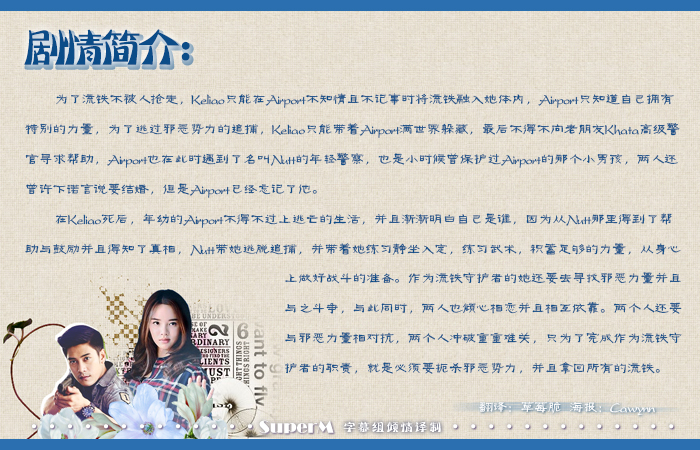 剧情简介：
为了流铁不被人抢走，Keliao只能在Airport不知情且不记事时将流铁融入她体内，Airport只知道自己拥有
特别的力量，为了逃过邪恶势力的追捕，Keliao只能带着Airport满世界躲藏，最后不得不向老朋友Khata高级警
官寻求帮助，Airport也在此时遇到了名叫Nutt的年轻警察，也是小时候曾保护过Airport的那个小男孩，两人还
曾许下诺言说要结婚，但是Airport已经忘记了他。
在Keliao死后，年幼的Airport不得不过上逃亡的生活，并且渐渐明白自己是谁，因为从Nutt那里得到了帮
助与鼓励并且得知了真相，Nutt带她逃脱追捕，并带着她练习静坐入定，练习武术，积蓄足够的力量，从身心
上做好战斗的准备。作为流铁守护者的她还要去寻找邪恶力量并且
与之斗争，与此同时，两人也倾心相恋并且相互依靠。两个人还要
与邪恶力量相对抗，两个人冲破重重难关，只为了完成作为流铁守
护者的职责，就是必须要扼杀邪恶势力，并且拿回所有的流铁。
翻译：草莓脆 海报：Cawynn
SuperM 字幕组倾情译制